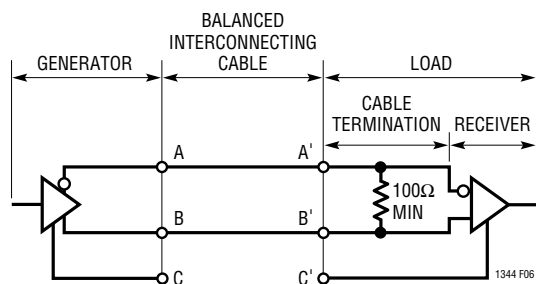 BALANCED
INTERCONNECTING
CABLE
GENERATOR
LOAD
CABLE
TERMINATION
RECEIVER
A
A'
100Ω
MIN
B
B'
C
C'
1344 F06